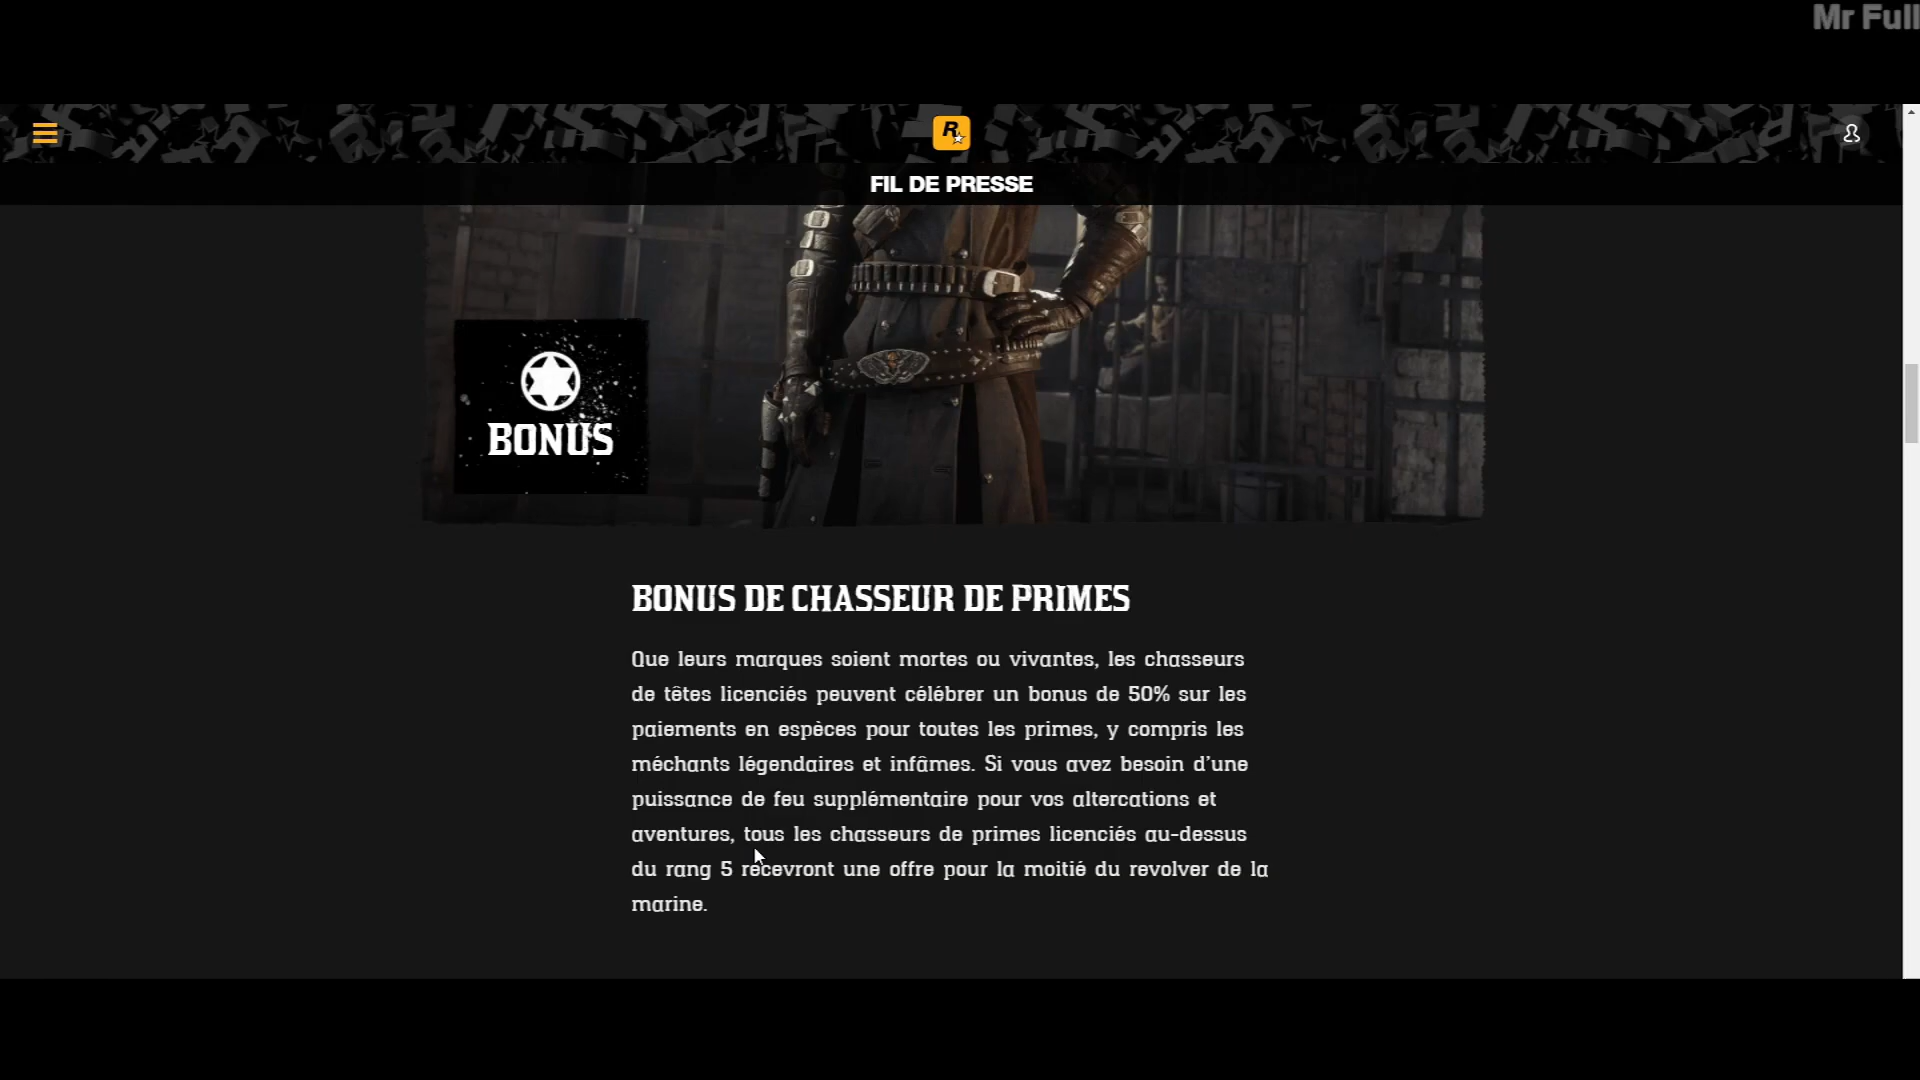 Mr Full
R
FIL DE PRESSE
BONUS
BONUS DE CHASSEUR DE PRIMES
Que leurs marques soient mortes ou vivantes, les chasseurs
de têtes licenciés peuvent célébrer un bonus de 50% sur les
paiements en espèces pour toutes les primes, y compris les
méchants légendaires et infâmes. Si vous avez besoin d'une
puissance de feu supplémentaire pour vos altercations et
aventures, tous les chasseurs de primes licenciés au-dessus
du rang 5 recevront une offre pour la moitié du revolver de la
marine.